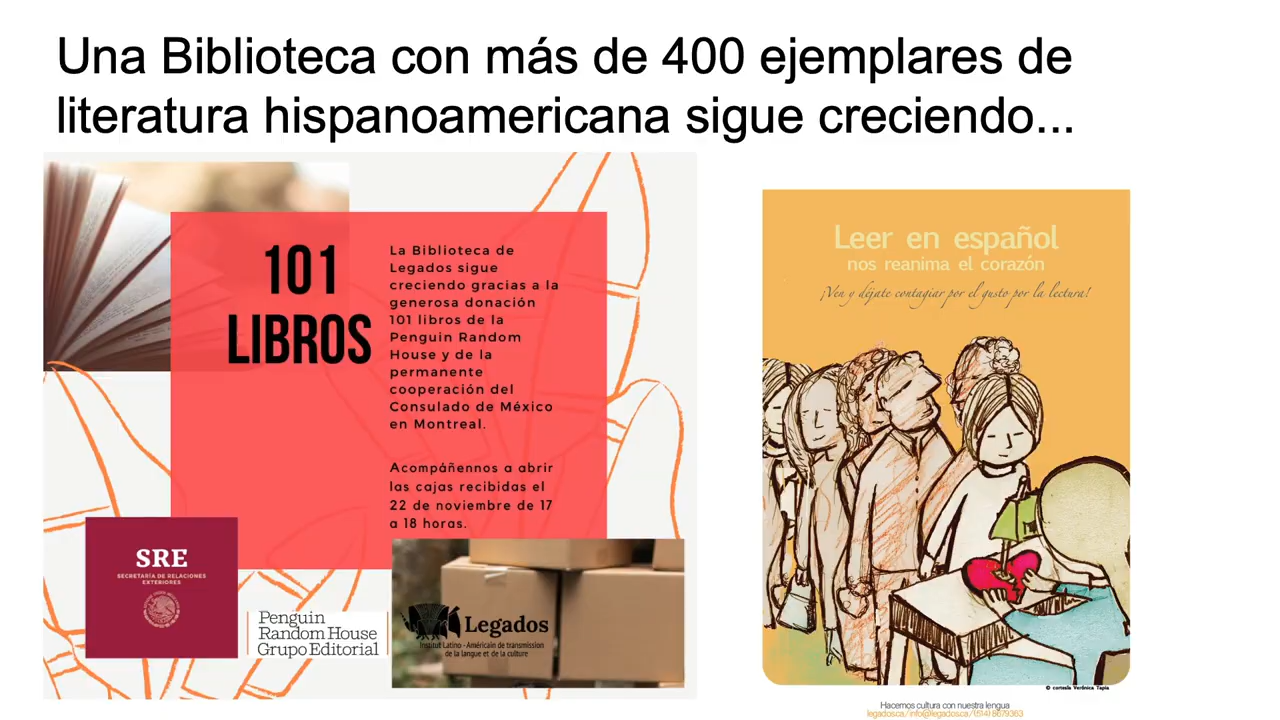 Una Biblioteca con más de 400 ejemplares de
literatura hispanoamericana sigue creciendo...
101
LIBROS
La Biblioteca de
Legados sigue
creciendo gracias a la
generosa donación
101 libros de la
Penguin Random
House y de la
permanente
cooperación del
Consulado de México
en Montreal.
Acompáñennos a abrir
las cajas recibidas el
22 de noviembre de 17
a 18 horas.
SRE
SECRETARÍA DE RELACIONES
EXTERIORES
Penguin
Random House
Grupo Editorial
Legados
Institut Latino - Américain de transmission
de la langue et de la culture
Leer en español
nos reanima el corazón
¡Ven y déjate contagiar por el gusto por la lectura!
© cortesía Verónica Tapia
Hacemos cultura con nuestra lengua
legados.ca / info@legados.ca /